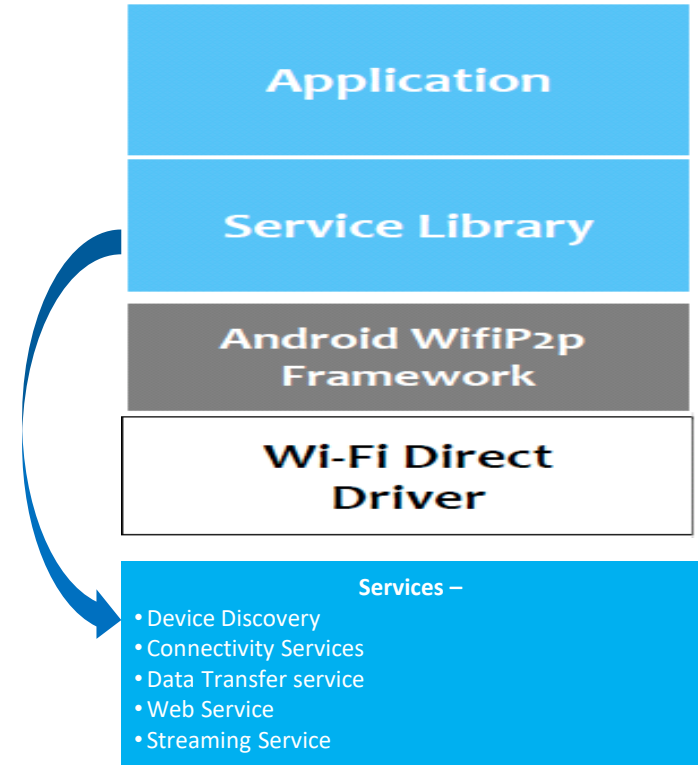 Application
Service Library
Android WifiP2p
Framework
Wi-Fi Direct
Driver
Services –
• Device Discovery
• Connectivity Services
• Data Transfer service
• Web Service
• Streaming Service